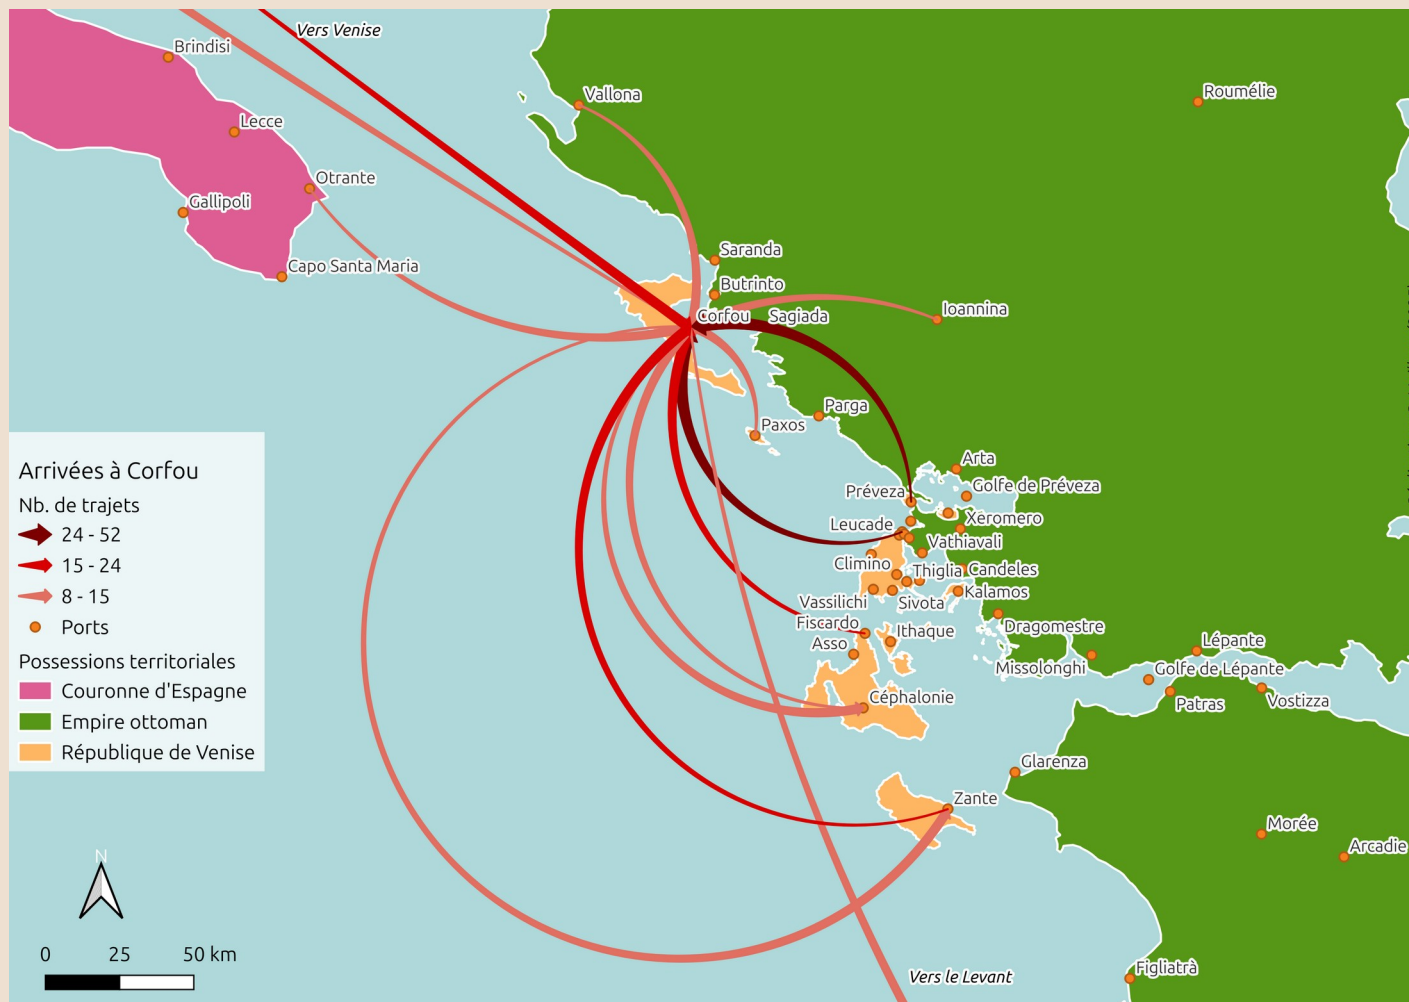 Vers Venise
Brindisi
Vallona
Roumélie
Lecce
Otrante
Gallipoli
Saranda
Capo Santa Maria
Butrinto
Ioannina
Corfou
Sagiada
Parga
Paxos
Arta
Golfe de Préveza
Préveza
Xeromero
Leucade
Vathiavali
Climino
Thiglia
Candeles
Kalamos
Vassilichi
Sivota
Fiscardo
Ithaque
Dragomestre
Asso
Lépante
Missolonghi
Golfe de Lépante
Céphalonie
Patras
Vostizza
Glarenza
Zante
Morée
Arcadie
Figliatrà
Vers le Levant
Arrivées à Corfou
Nb. de trajets
24 - 52
15 - 24
8 - 15
Ports
Possessions territoriales
Couronne d'Espagne
Empire ottoman
République de Venise
N
0 25 50 km